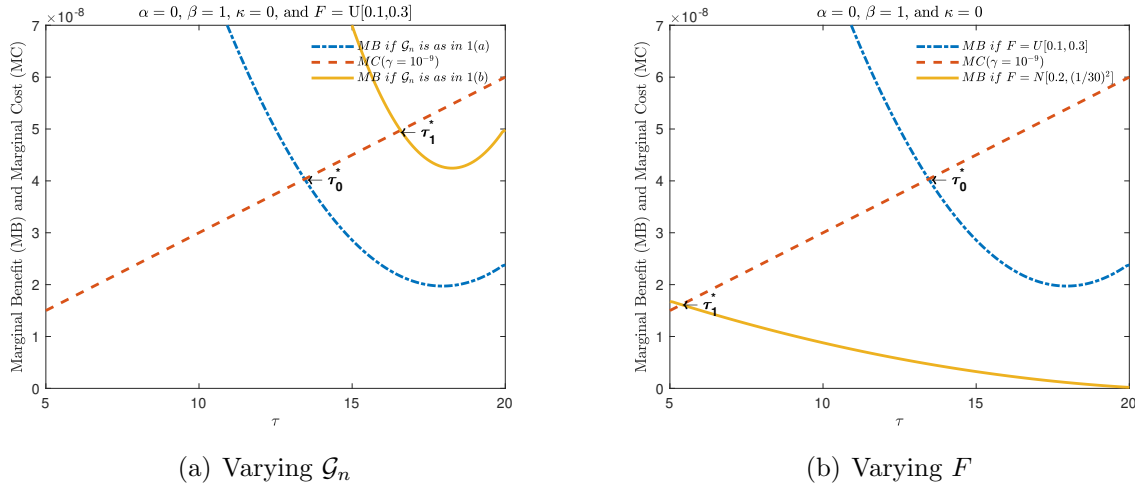 α = 0, β = 1, κ = 0, and F = U[0.1,0.3]
×10⁻⁸
Marginal Benefit (MB) and Marginal Cost (MC)
7
6
5
4
3
2
1
0
MB if 𝒢ₙ is as in 1(a)
MC(γ = 10⁻⁹)
MB if 𝒢ₙ is as in 1(b)
τ₁*
τ₀*
5
10
15
20
τ
(a) Varying 𝒢ₙ
α = 0, β = 1, and κ = 0
×10⁻⁸
Marginal Benefit (MB) and Marginal Cost (MC)
7
6
5
4
3
2
1
0
MB if F = U[0.1, 0.3]
MC(γ = 10⁻⁹)
MB if F = N[0.2, (1/30)²]
τ₀*
τ₁*
5
10
15
20
τ
(b) Varying F